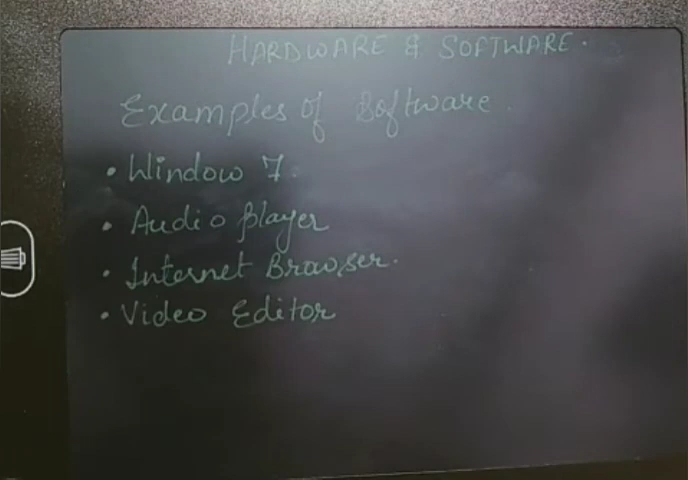 HARDWARE & SOFTWARE.
Examples of Software.
• Window 7.
• Audio player
• Internet Browser.
• Video Editor